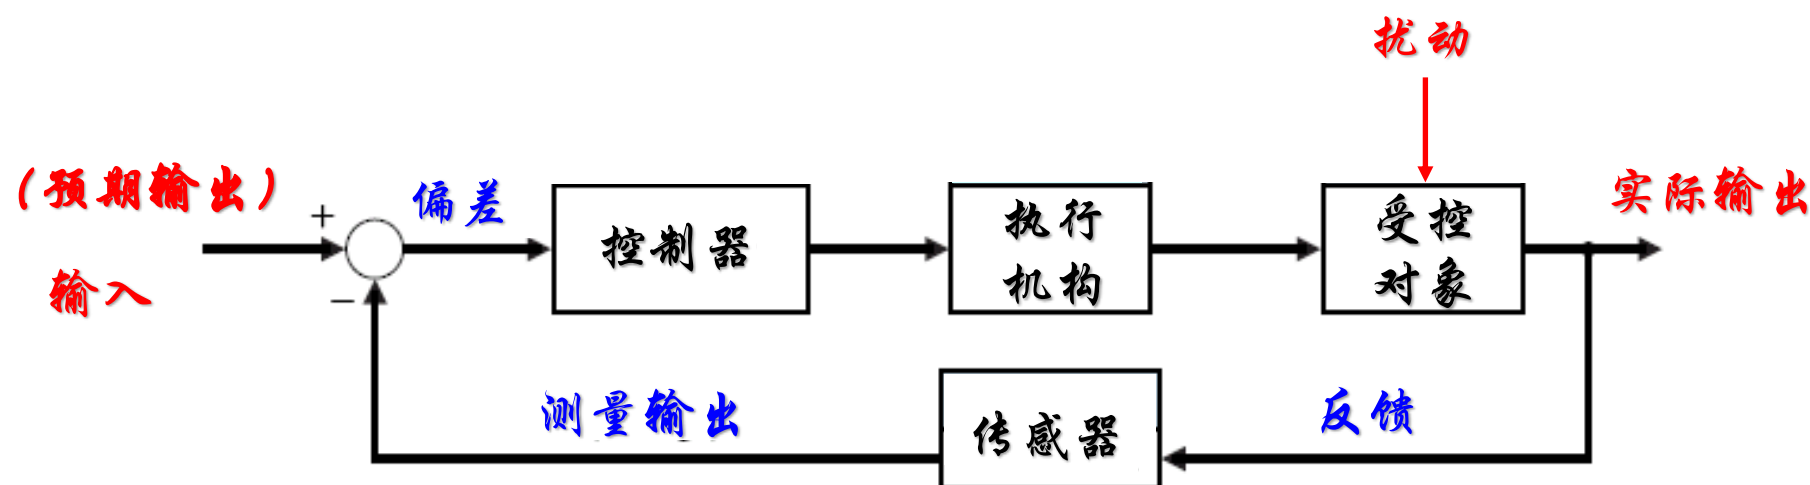 扰动
(预期输出)
输入
+
−
偏差
控制器
执行
机构
受控
对象
实际输出
测量输出
传感器
反馈